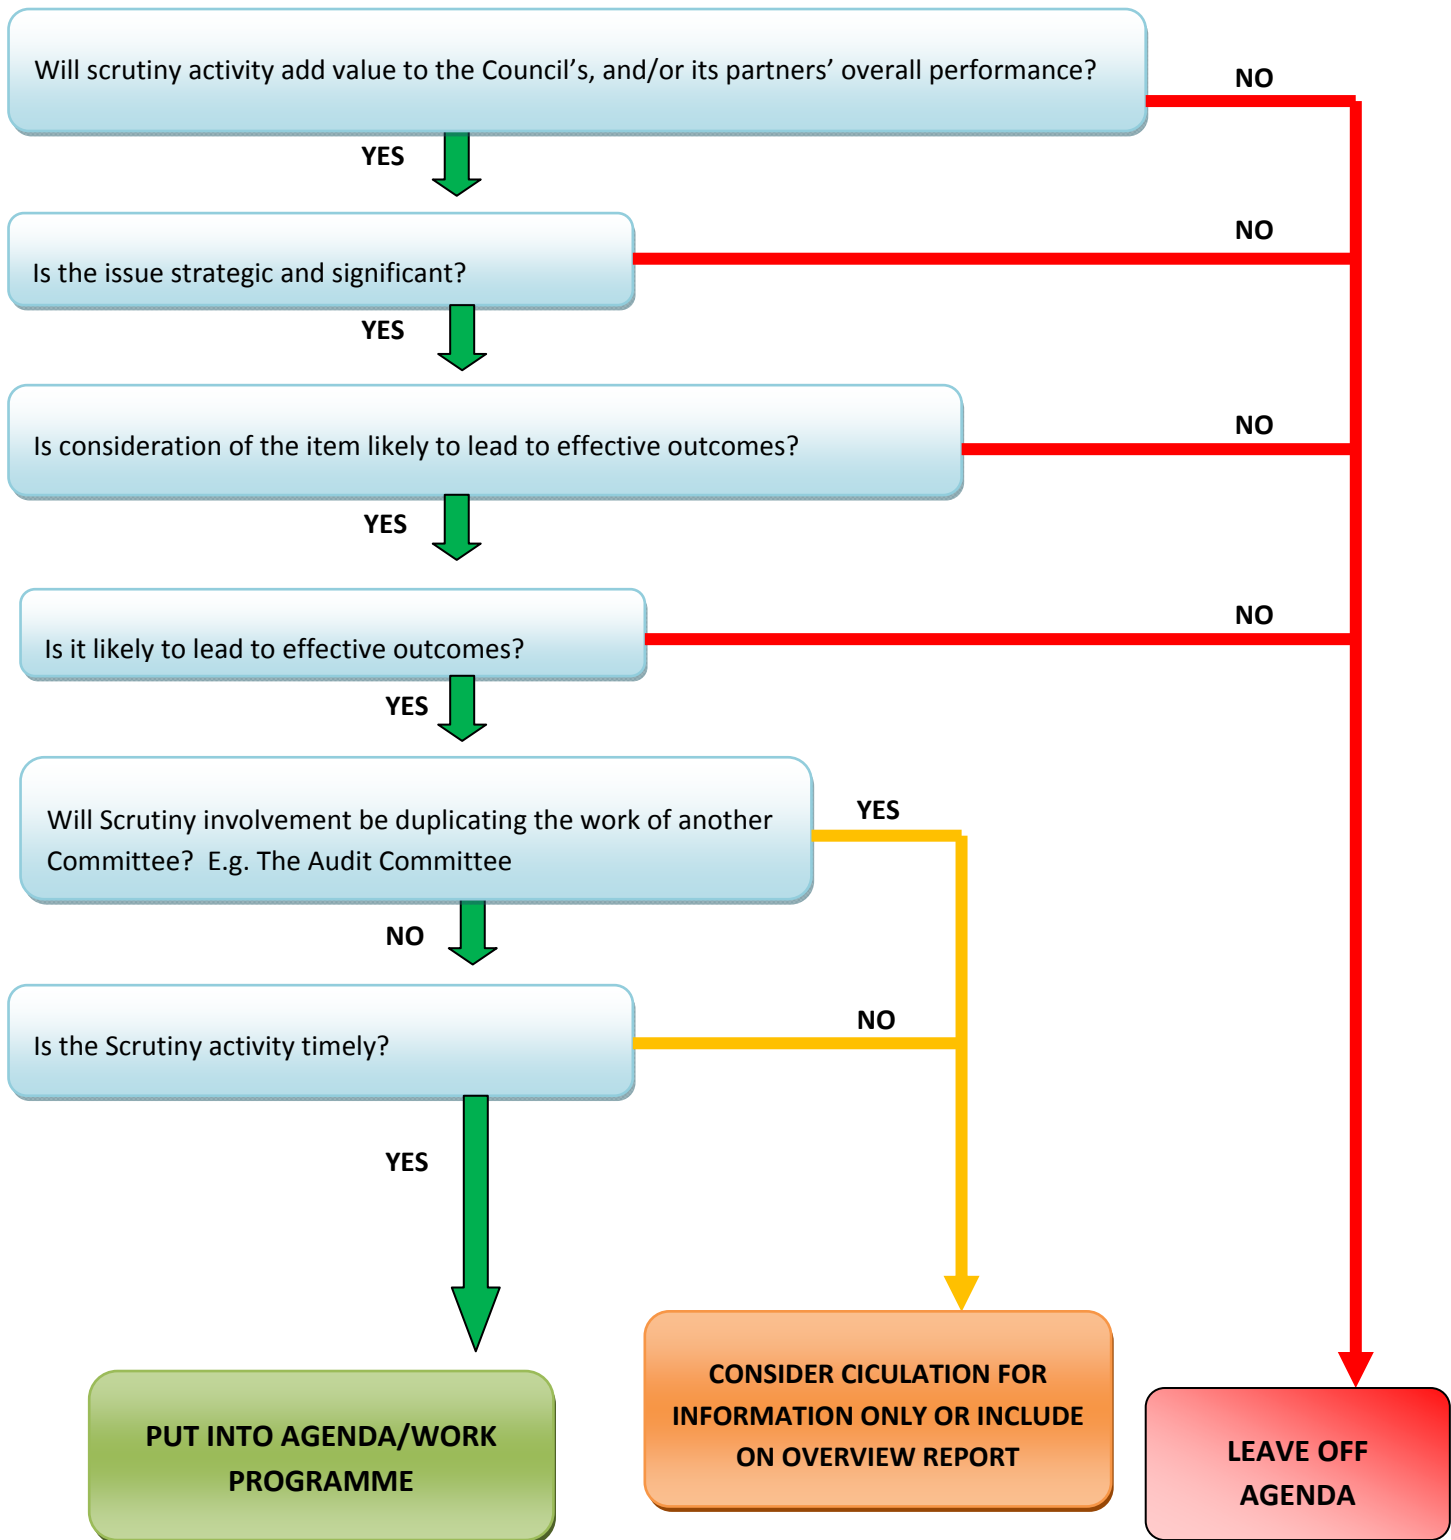 Will scrutiny activity add value to the Council’s, and/or its partners’ overall performance?
NO
YES
NO
Is the issue strategic and significant?
YES
NO
Is consideration of the item likely to lead to effective outcomes?
YES
NO
Is it likely to lead to effective outcomes?
YES
Will Scrutiny involvement be duplicating the work of another
Committee?  E.g. The Audit Committee
YES
NO
Is the Scrutiny activity timely?
NO
YES
PUT INTO AGENDA/WORK
PROGRAMME
CONSIDER CICULATION FOR
INFORMATION ONLY OR INCLUDE
ON OVERVIEW REPORT
LEAVE OFF
AGENDA